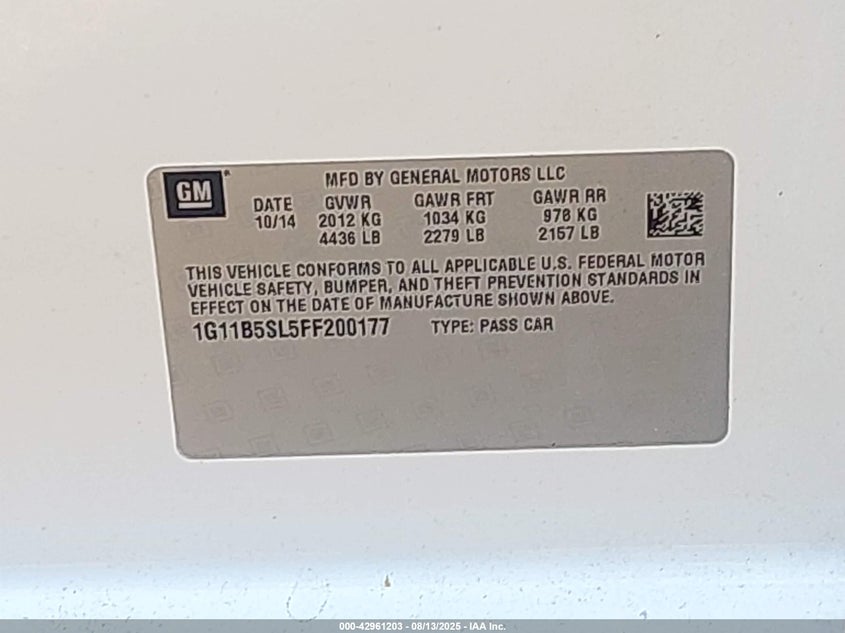 GM
MFD BY GENERAL MOTORS LLC
DATE GVWR GAWR FRT GAWR RR
10/14 2012 KG 1034 KG 978 KG
4436 LB 2279 LB 2157 LB
THIS VEHICLE CONFORMS TO ALL APPLICABLE U.S. FEDERAL MOTOR
VEHICLE SAFETY, BUMPER, AND THEFT PREVENTION STANDARDS IN
EFFECT ON THE DATE OF MANUFACTURE SHOWN ABOVE.
1G11B5SL5FF200177 TYPE: PASS CAR
000-42961203 - 08/13/2025 - IAA Inc.